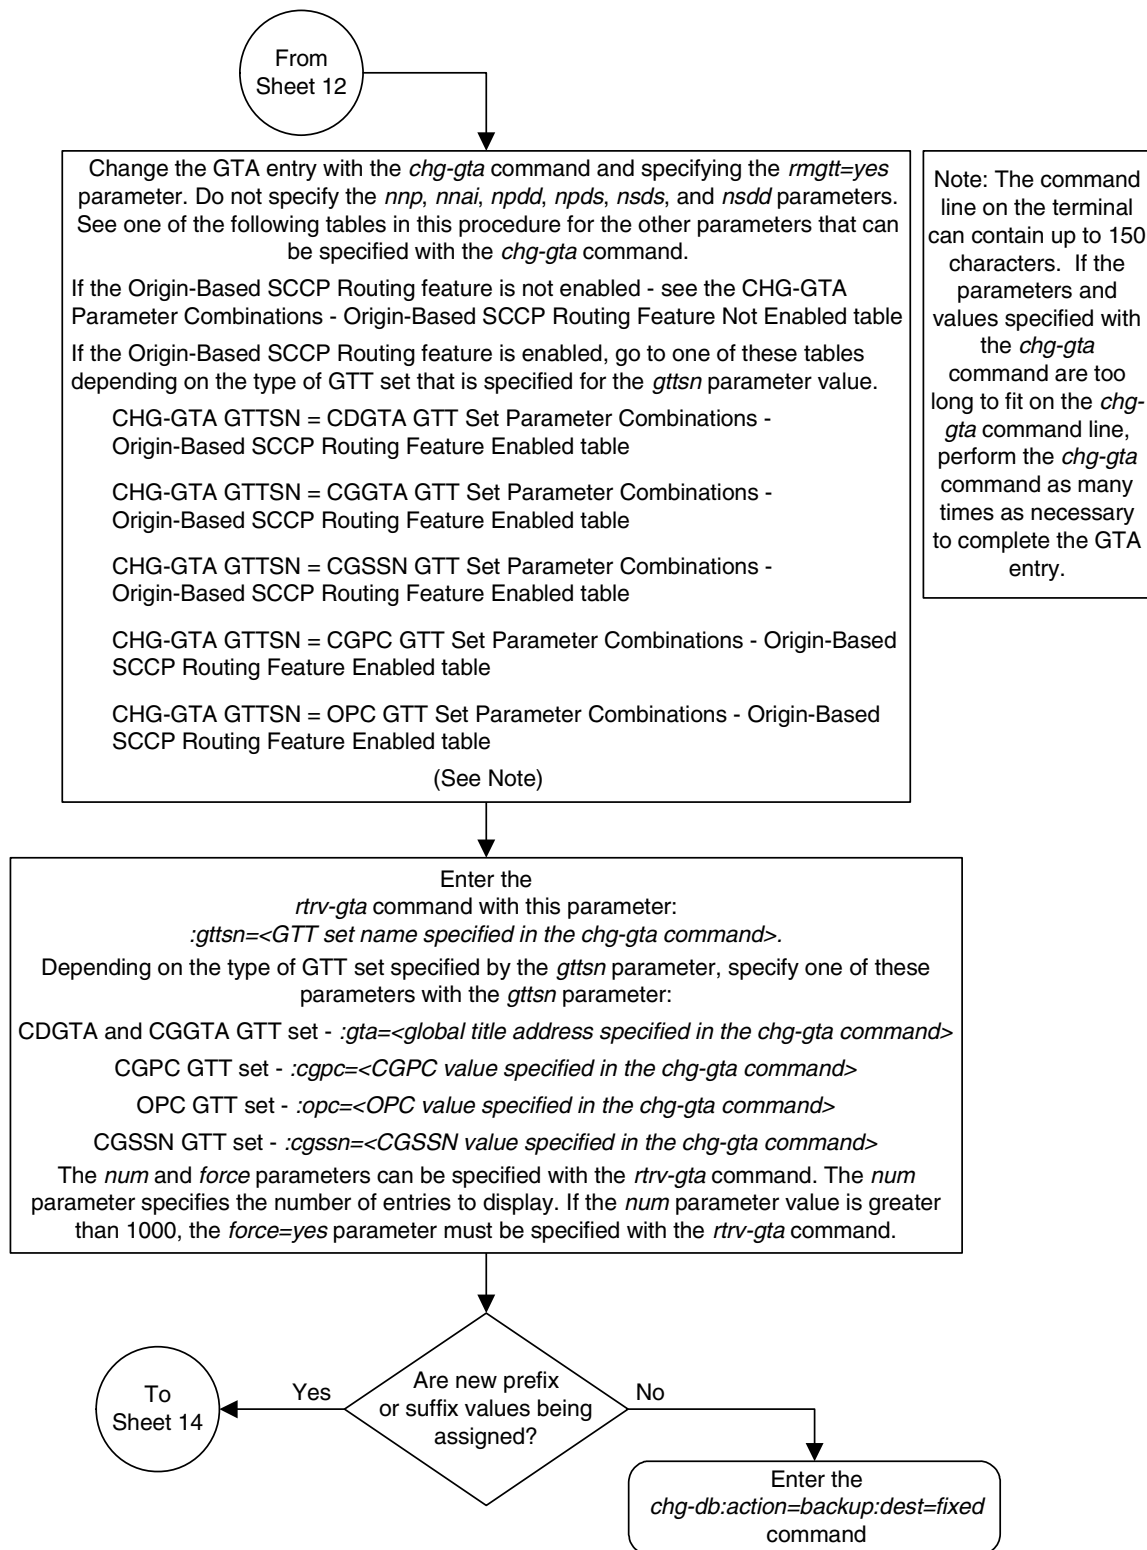 From
Sheet 12
Change the GTA entry with the chg-gta command and specifying the rmgtt=yes
parameter. Do not specify the nnp, nnai, npdd, npds, nsds, and nsdd parameters.
See one of the following tables in this procedure for the other parameters that can
be specified with the chg-gta command.
If the Origin-Based SCCP Routing feature is not enabled - see the CHG-GTA
Parameter Combinations - Origin-Based SCCP Routing Feature Not Enabled table
If the Origin-Based SCCP Routing feature is enabled, go to one of these tables
depending on the type of GTT set that is specified for the gttsn parameter value.
CHG-GTA GTTSN = CDGTA GTT Set Parameter Combinations -
Origin-Based SCCP Routing Feature Enabled table
CHG-GTA GTTSN = CGGTA GTT Set Parameter Combinations -
Origin-Based SCCP Routing Feature Enabled table
CHG-GTA GTTSN = CGSSN GTT Set Parameter Combinations -
Origin-Based SCCP Routing Feature Enabled table
CHG-GTA GTTSN = CGPC GTT Set Parameter Combinations - Origin-Based
SCCP Routing Feature Enabled table
CHG-GTA GTTSN = OPC GTT Set Parameter Combinations - Origin-Based
SCCP Routing Feature Enabled table
(See Note)
Note: The command
line on the terminal
can contain up to 150
characters. If the
parameters and
values specified with
the chg-gta
command are too
long to fit on the chg-
gta command line,
perform the chg-gta
command as many
times as necessary
to complete the GTA
entry.
Enter the
rtrv-gta command with this parameter:
:gttsn=<GTT set name specified in the chg-gta command>.
Depending on the type of GTT set specified by the gttsn parameter, specify one of these
parameters with the gttsn parameter:
CDGTA and CGGTA GTT set - :gta=<global title address specified in the chg-gta command>
CGPC GTT set - :cgpc=<CGPC value specified in the chg-gta command>
OPC GTT set - :opc=<OPC value specified in the chg-gta command>
CGSSN GTT set - :cgssn=<CGSSN value specified in the chg-gta command>
The num and force parameters can be specified with the rtrv-gta command. The num
parameter specifies the number of entries to display. If the num parameter value is greater
than 1000, the force=yes parameter must be specified with the rtrv-gta command.
Are new prefix
or suffix values being
assigned?
Yes
To
Sheet 14
No
Enter the
chg-db:action=backup:dest=fixed
command